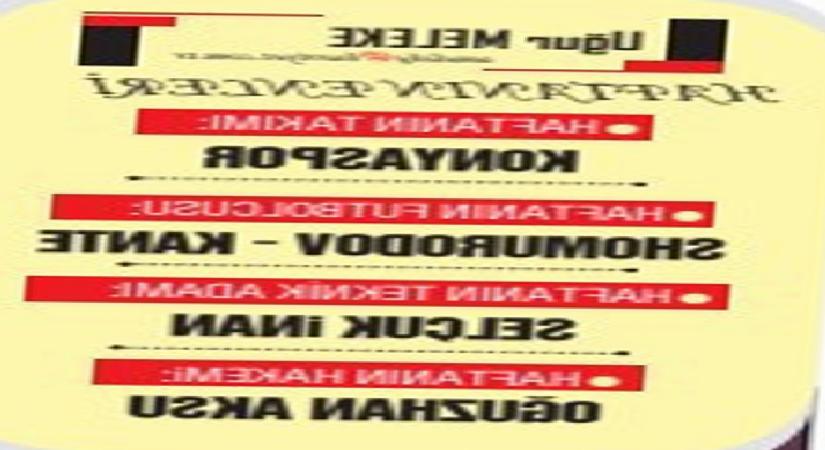 Uğur MELEKE
HAFTANIN ENLERİ
● HAFTANIN TAKIMI:
KONYASPOR
● HAFTANIN FUTBOLCUSU:
SHOMURODOV - KANTE
● HAFTANIN TEKNİK ADAMI:
SELÇUK İNAN
● HAFTANIN HAKEMİ:
OĞUZHAN AKSU